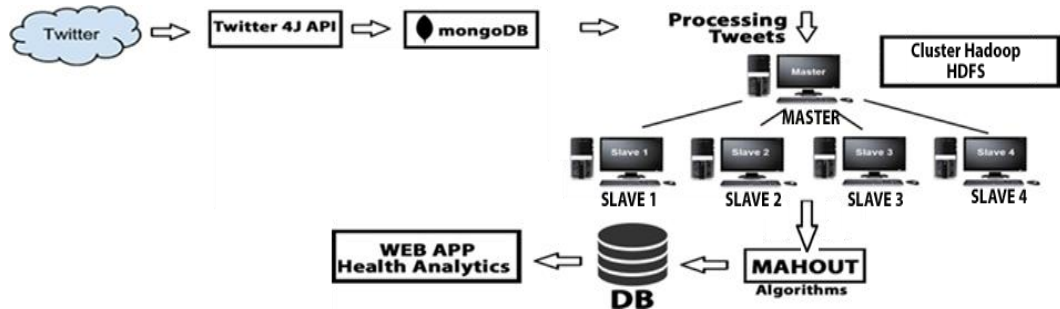 Twitter
Twitter 4J API
mongoDB
Processing
Tweets
Cluster Hadoop
HDFS
Master
MASTER
Slave 1
Slave 2
Slave 3
Slave 4
SLAVE 1
SLAVE 2
SLAVE 3
SLAVE 4
WEB APP
Health Analytics
DB
MAHOUT
Algorithms